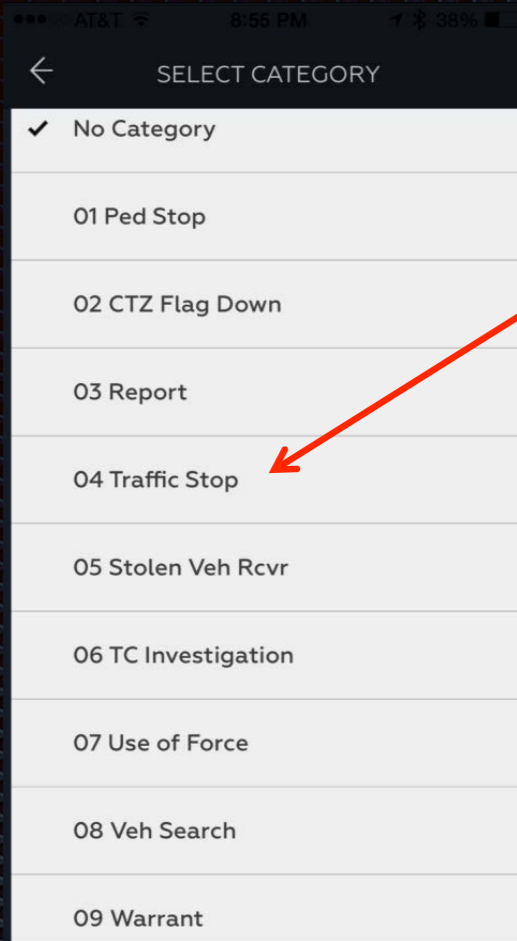 AT&T 8:55 PM 38%
SELECT CATEGORY
No Category
01 Ped Stop
02 CTZ Flag Down
03 Report
04 Traffic Stop
05 Stolen Veh Rcvr
06 TC Investigation
07 Use of Force
08 Veh Search
09 Warrant